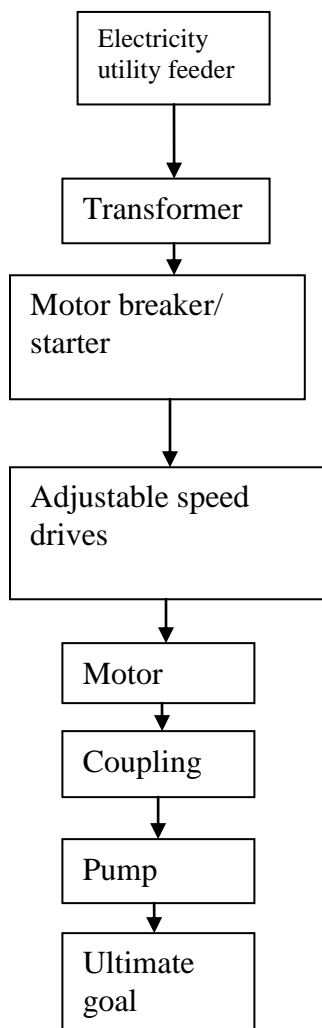 Electricity
utility feeder
Transformer
Motor breaker/
starter
Adjustable speed
drives
Motor
Coupling
Pump
Ultimate
goal